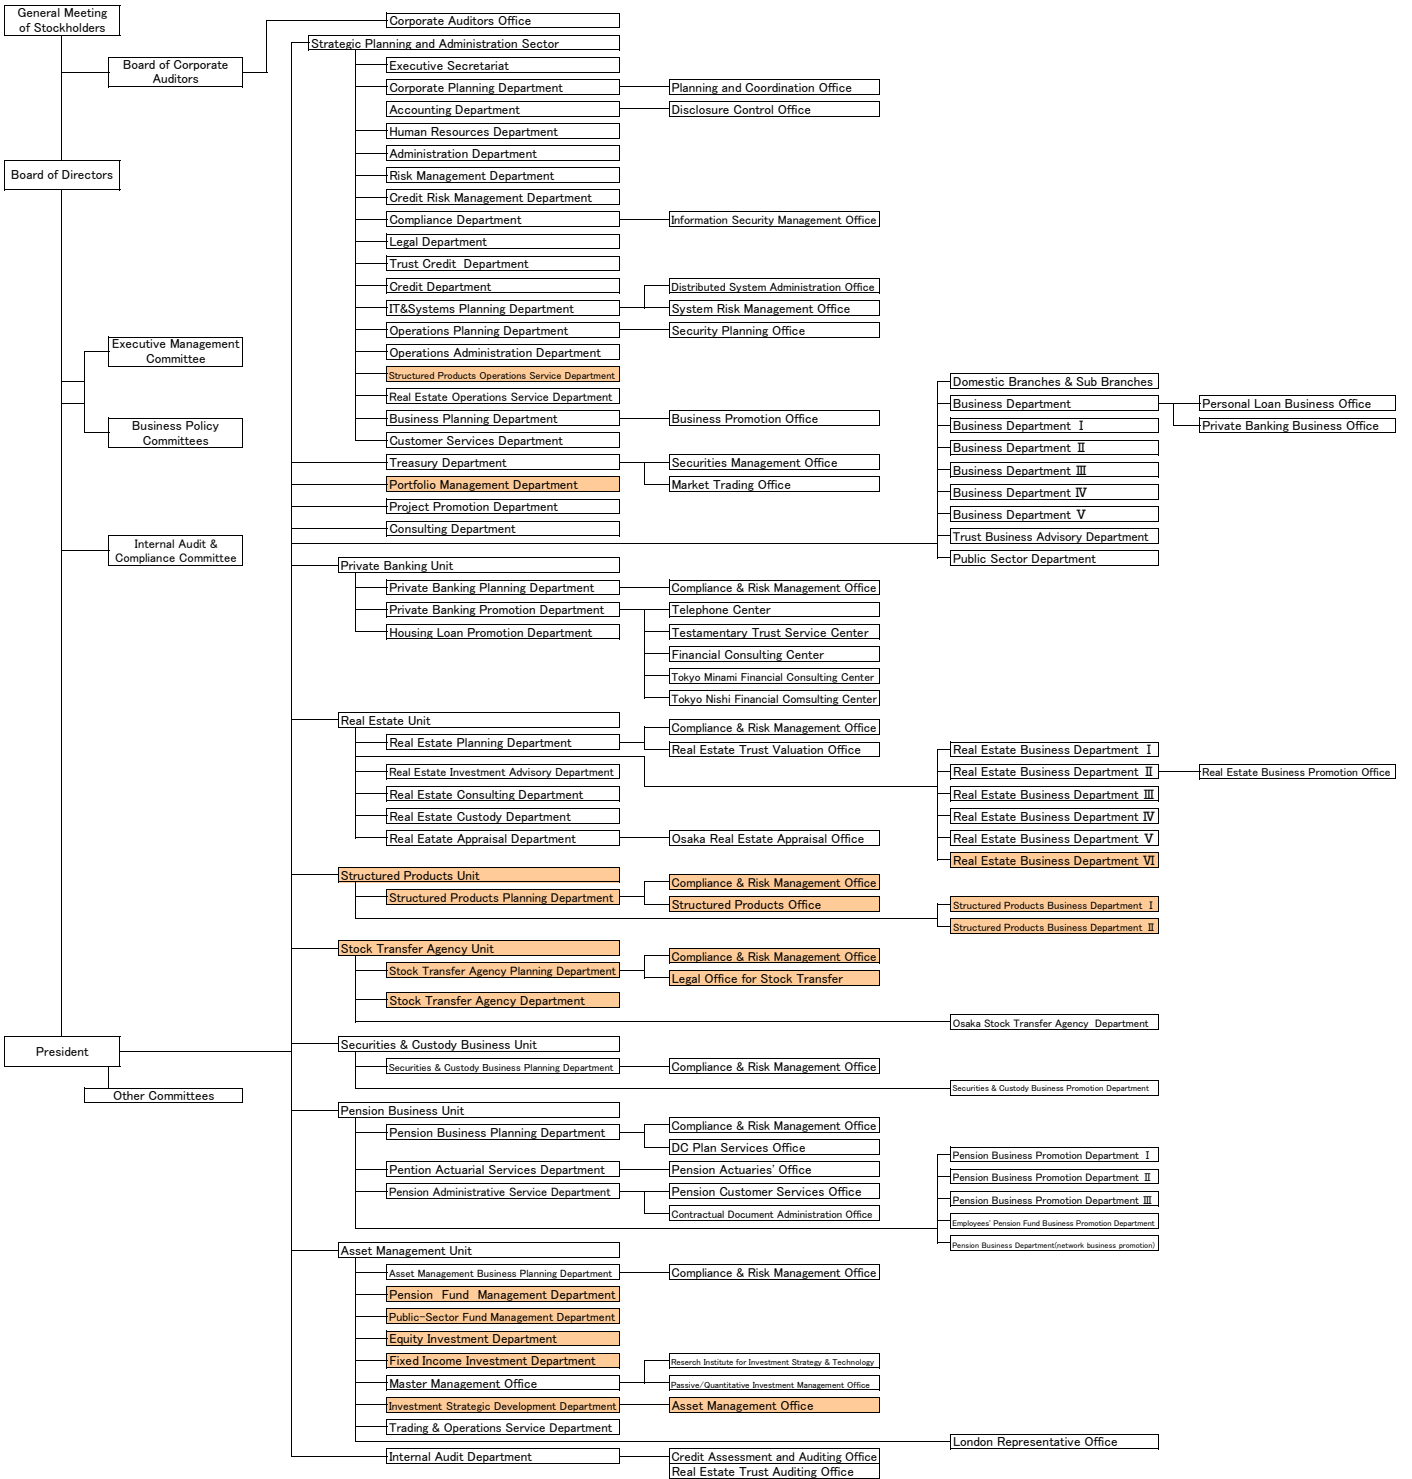 General Meeting
of Stockholders
Corporate Auditors Office
Strategic Planning and Administration Sector
Board of Corporate
Auditors
Executive Secretariat
Corporate Planning Department
Planning and Coordination Office
Accounting Department
Disclosure Control Office
Human Resources Department
Administration Department
Board of Directors
Risk Management Department
Credit Risk Management Department
Compliance Department
Information Security Management Office
Legal Department
Trust Credit Department
Credit Department
Distributed System Administration Office
IT&Systems Planning Department
System Risk Management Office
Operations Planning Department
Security Planning Office
Executive Management
Committee
Operations Administration Department
Structured Products Operations Service Department
Domestic Branches & Sub Branches
Real Estate Operations Service Department
Business Department
Personal Loan Business Office
Business Policy
Committees
Business Planning Department
Business Promotion Office
Business Department Ⅰ
Private Banking Business Office
Customer Services Department
Business Department Ⅱ
Treasury Department
Securities Management Office
Business Department Ⅲ
Portfolio Management Department
Market Trading Office
Business Department Ⅳ
Project Promotion Department
Business Department Ⅴ
Consulting Department
Trust Business Advisory Department
Internal Audit &
Compliance Committee
Public Sector Department
Private Banking Unit
Private Banking Planning Department
Compliance & Risk Management Office
Private Banking Promotion Department
Telephone Center
Housing Loan Promotion Department
Testamentary Trust Service Center
Financial Consulting Center
Tokyo Minami Financial Consulting Center
Tokyo Nishi Financial Comsulting Center
Real Estate Unit
Compliance & Risk Management Office
Real Estate Planning Department
Real Estate Trust Valuation Office
Real Estate Business Department Ⅰ
Real Estate Investment Advisory Department
Real Estate Business Department Ⅱ
Real Estate Business Promotion Office
Real Estate Consulting Department
Real Estate Business Department Ⅲ
Real Estate Custody Department
Real Estate Business Department Ⅳ
Real Eatate Appraisal Department
Osaka Real Estate Appraisal Office
Real Estate Business Department Ⅴ
Real Estate Business Department Ⅵ
Structured Products Unit
Compliance & Risk Management Office
Structured Products Planning Department
Structured Products Office
Structured Products Business Department Ⅰ
Structured Products Business Department Ⅱ
Stock Transfer Agency Unit
Compliance & Risk Management Office
Stock Transfer Agency Planning Department
Legal Office for Stock Transfer
Stock Transfer Agency Department
Osaka Stock Transfer Agency Department
President
Securities & Custody Business Unit
Securities & Custody Business Planning Department
Compliance & Risk Management Office
Securities & Custody Business Promotion Department
Other Committees
Pension Business Unit
Compliance & Risk Management Office
Pension Business Planning Department
DC Plan Services Office
Pension Business Promotion Department Ⅰ
Pention Actuarial Services Department
Pension Actuaries' Office
Pension Business Promotion Department Ⅱ
Pension Administrative Service Department
Pension Customer Services Office
Pension Business Promotion Department Ⅲ
Contractual Document Administration Office
Employees' Pension Fund Business Promotion Department
Pension Business Department(network business promotion)
Asset Management Unit
Asset Management Business Planning Department
Compliance & Risk Management Office
Pension Fund Management Department
Public-Sector Fund Management Department
Equity Investment Department
Fixed Income Investment Department
Reserch Institute for Investment Strategy & Technology
Master Management Office
Passive/Quantitative Investment Management Office
Investment Strategic Development Department
Asset Management Office
Trading & Operations Service Department
London Representative Office
Internal Audit Department
Credit Assessment and Auditing Office
Real Estate Trust Auditing Office